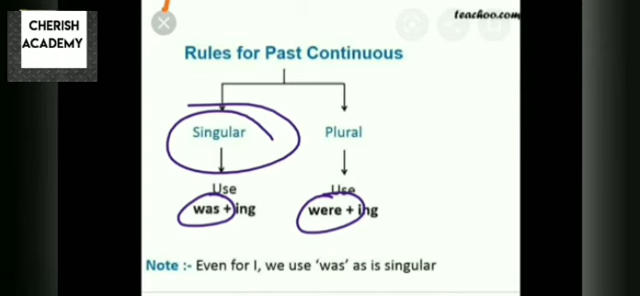 CHERISH
ACADEMY
teachoo.com
Rules for Past Continuous
Singular
Plural
Use
Use
was + ing
were + ing
Note :- Even for I, we use ‘was’ as is singular